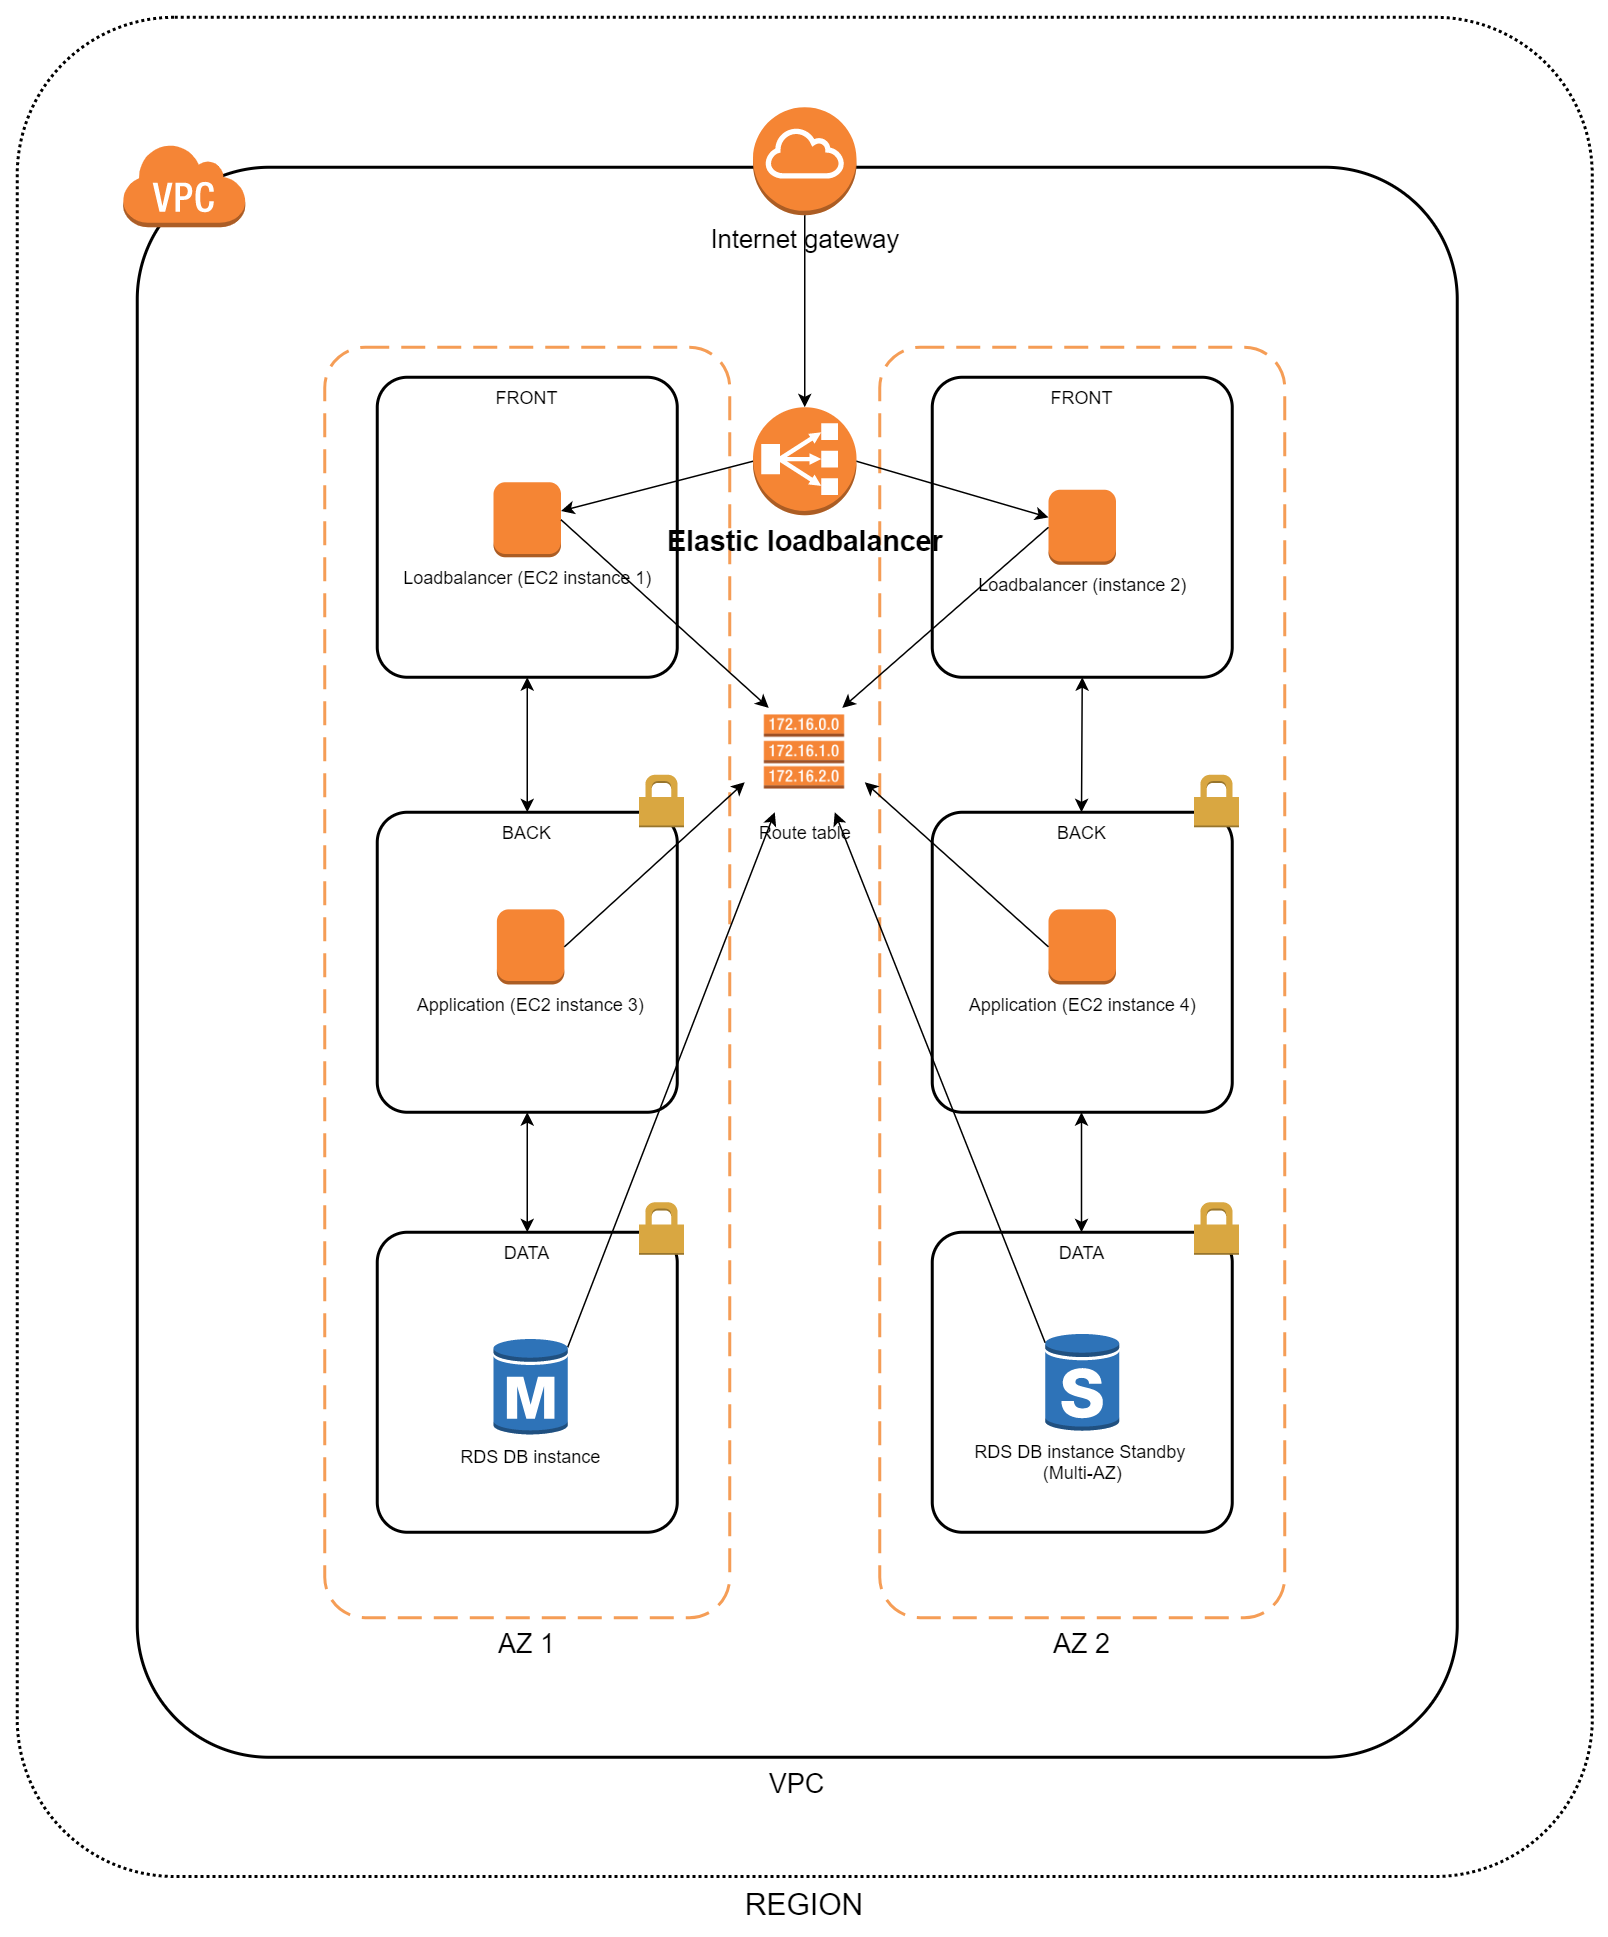 VPC
Internet gateway
FRONT
FRONT
Elastic loadbalancer
Loadbalancer (EC2 instance 1)
Loadbalancer (instance 2)
172.16.0.0
172.16.1.0
172.16.2.0
Route table
BACK
BACK
Application (EC2 instance 3)
Application (EC2 instance 4)
DATA
DATA
M
S
RDS DB instance
RDS DB instance Standby
(Multi-AZ)
AZ 1
AZ 2
VPC
REGION